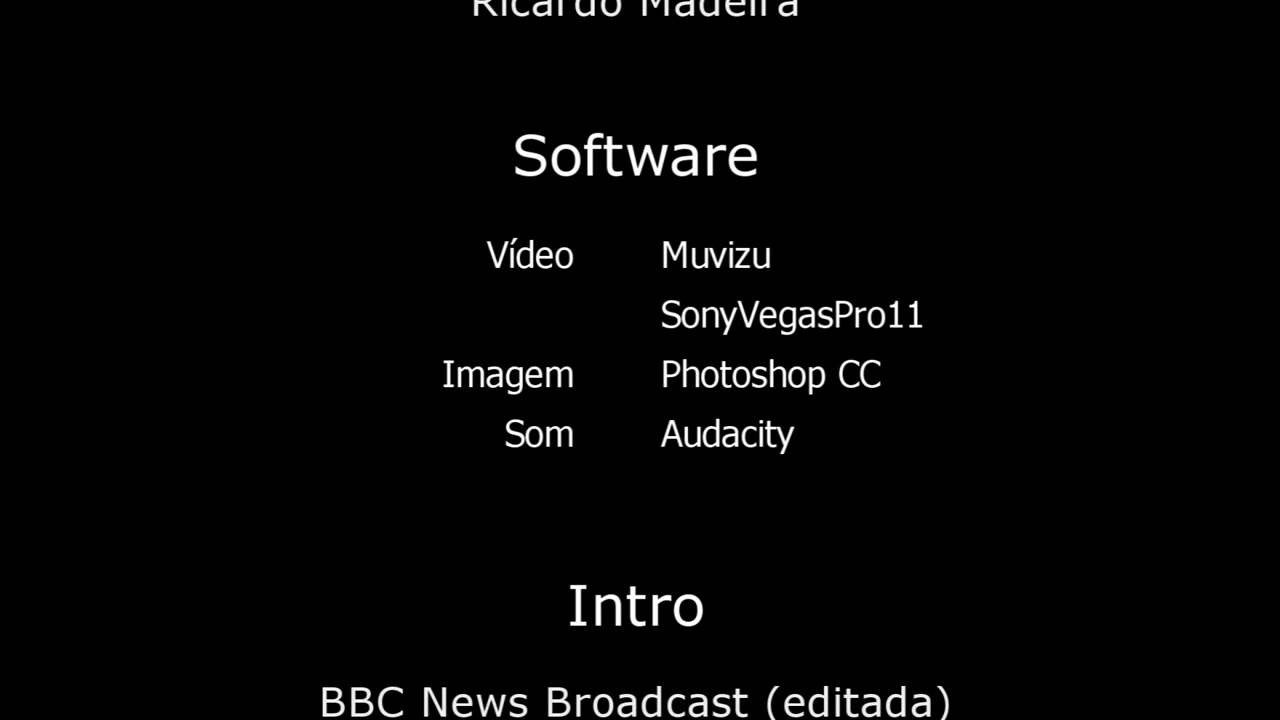 Ricardo Madeira
Software
Vídeo Muvizu
SonyVegasPro11
Imagem Photoshop CC
Som Audacity
Intro
BBC News Broadcast (editada)